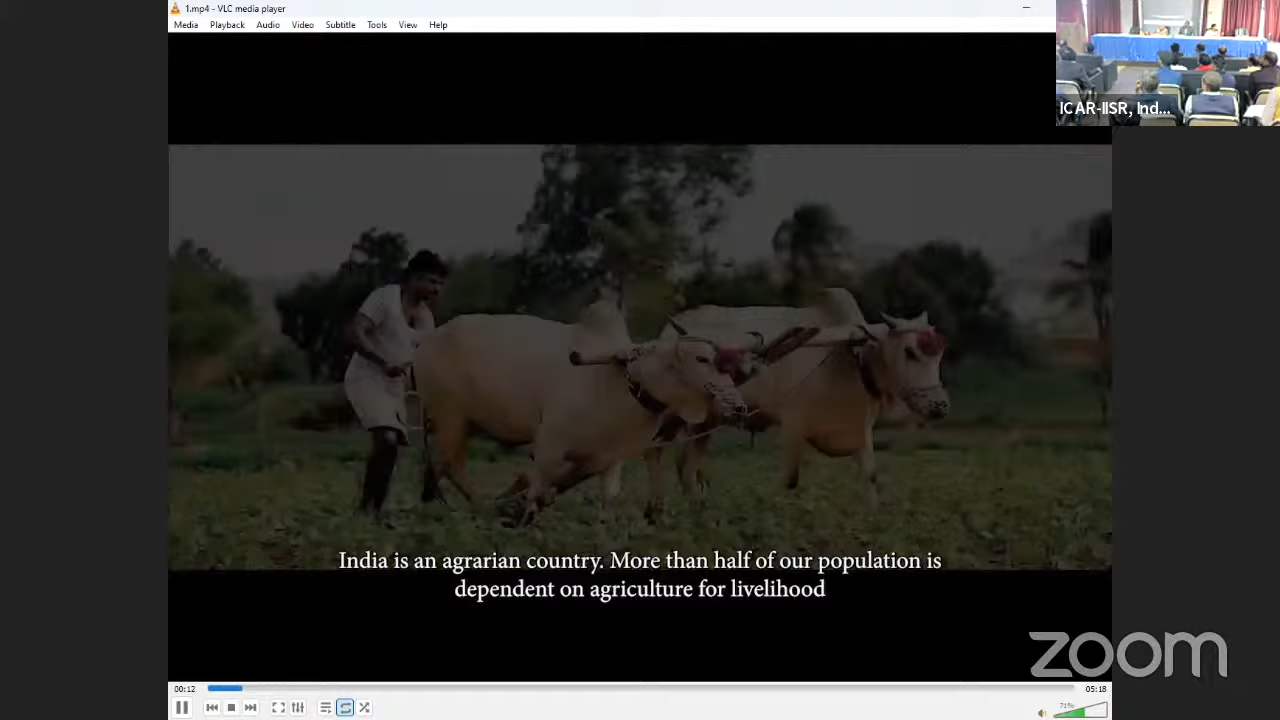 1.mp4 - VLC media player
Media Playback Audio Video Subtitle Tools View Help
ICAR-IISR, Ind...
India is an agrarian country. More than half of our population is
dependent on agriculture for livelihood
zoom
00:12
05:18
71%